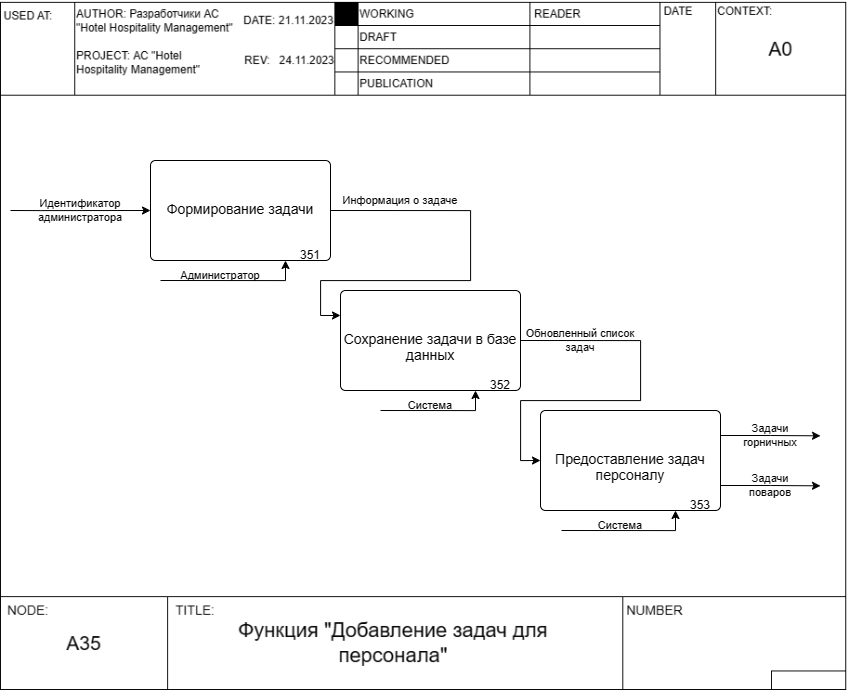 USED AT:
AUTHOR: Разработчики АС
"Hotel Hospitality Management"
DATE: 21.11.2023
PROJECT: АС "Hotel
Hospitality Management"
REV: 24.11.2023
WORKING
DRAFT
RECOMMENDED
PUBLICATION
READER
DATE
CONTEXT:
A0
Идентификатор
администратора
Формирование задачи
351
Администратор
Информация о задаче
Сохранение задачи в базе
данных
352
Система
Обновленный список
задач
Предоставление задач
персоналу
353
Система
Задачи
горничных
Задачи
поваров
NODE:
A35
TITLE:
Функция "Добавление задач для
персонала"
NUMBER